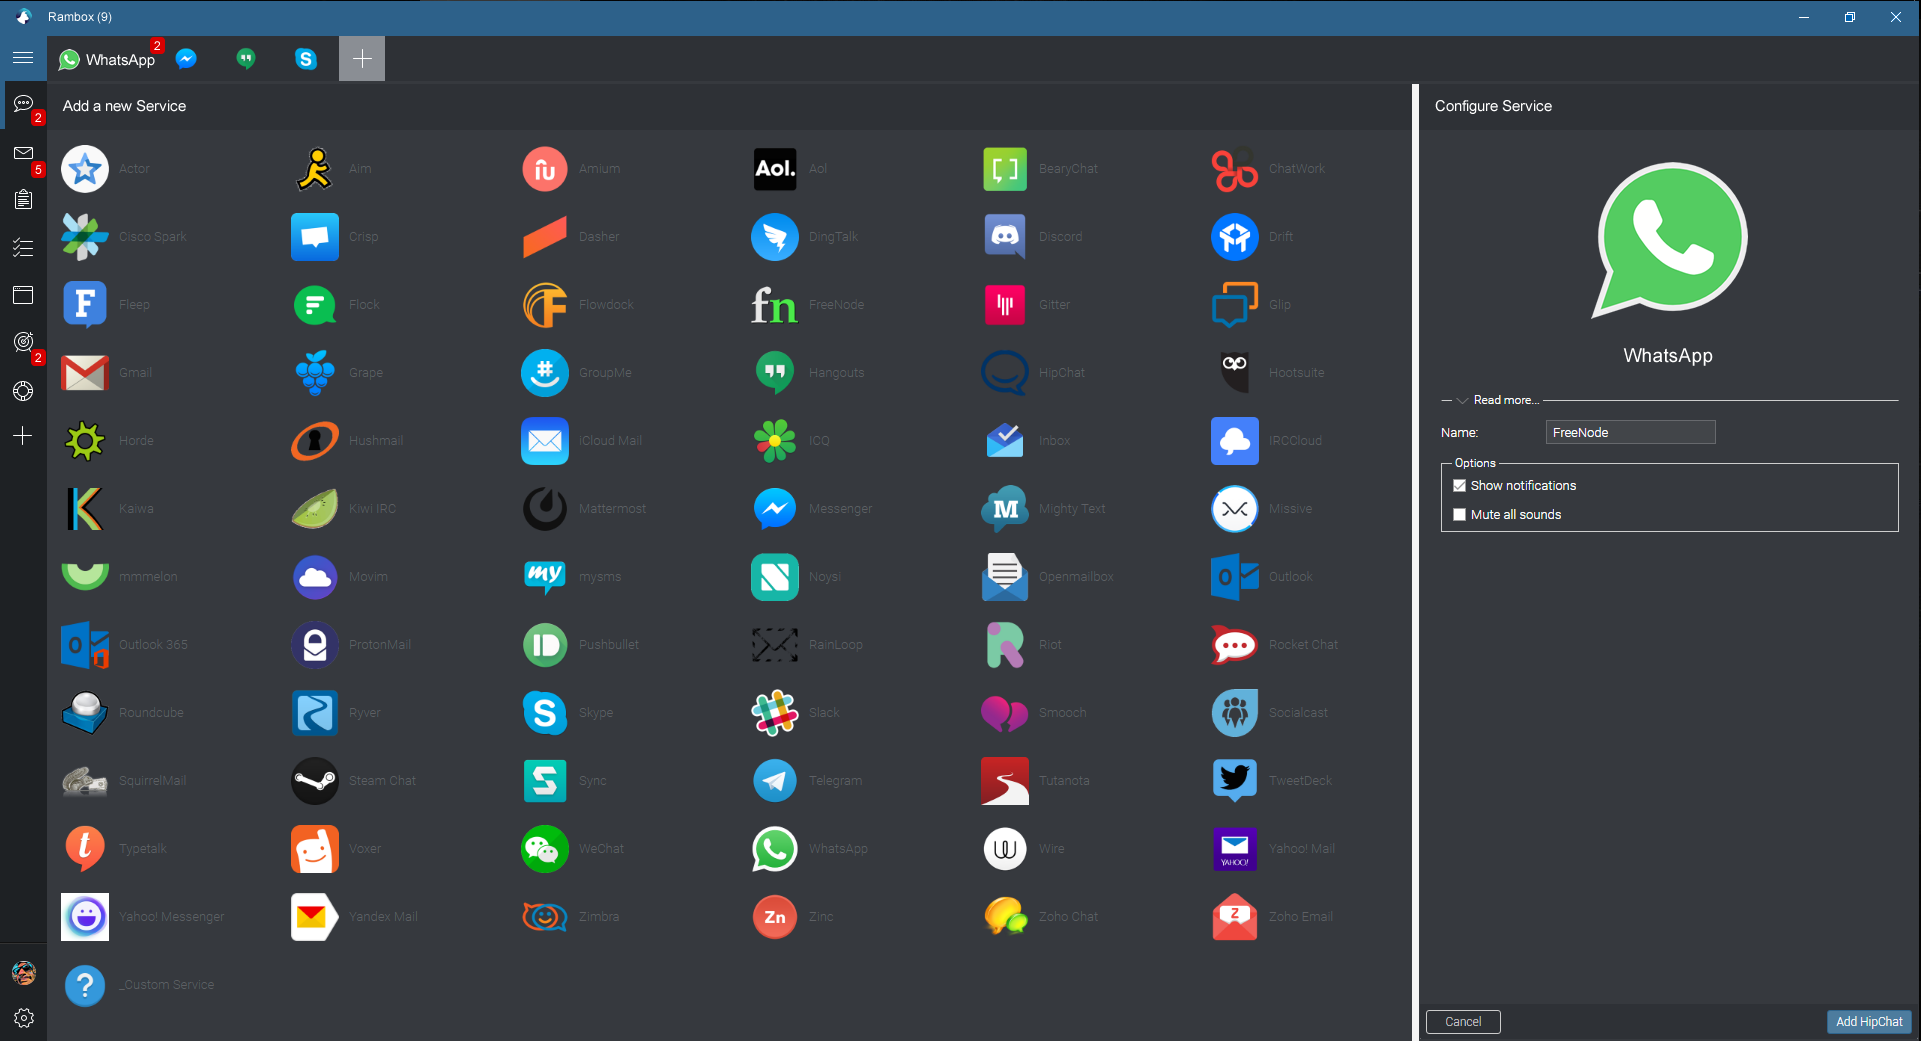 Rambox (9)
WhatsApp 2
2
5
2
Add a new Service
Actor Aim Amium Aol. Aol BearyChat ChatWork
Cisco Spark Crisp Dasher DingTalk Discord Drift
F Fleep Flock F Flowdock fn FreeNode Gitter Glip
Gmail Grape # GroupMe Hangouts HipChat Hootsuite
Horde Hushmail iCloud Mail ICQ Inbox IRCCloud
K Kaiwa Kiwi IRC Mattermost Messenger M Mighty Text Missive
mmmelon Movim my mysms N Noysi Openmailbox O Outlook
O Outlook 365 ProtonMail Pushbullet RainLoop R Riot Rocket Chat
Roundcube Ryver S Skype Slack Smooch Socialcast
SquirrelMail Steam Chat S Sync Telegram Tutanota TweetDeck
t Typetalk Voxer WeChat WhatsApp W Wire YAHOO! Yahoo! Mail
Yahoo! Messenger Yandex Mail Zimbra Zn Zinc Zoho Chat Z Zoho Email
? _Custom Service
Configure Service
WhatsApp
Read more...
Name: FreeNode
Options
Show notifications
Mute all sounds
Cancel Add HipChat